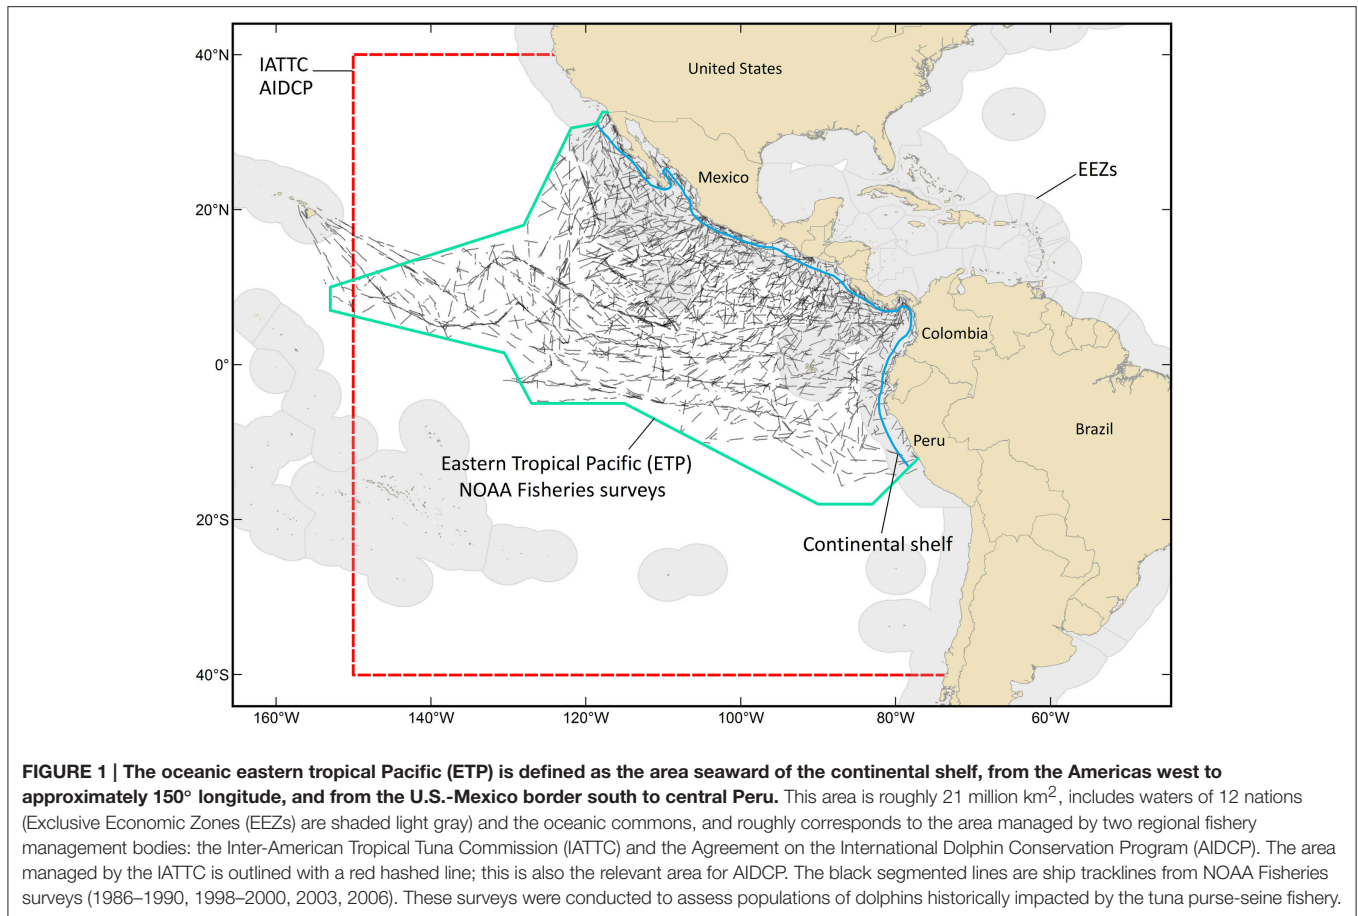 40°N
20°N
0°
20°S
40°S
IATTC
AIDCP
United States
Mexico
EEZs
Colombia
Peru
Brazil
Eastern Tropical Pacific (ETP)
NOAA Fisheries surveys
Continental shelf
160°W
140°W
120°W
100°W
80°W
60°W
FIGURE 1 | The oceanic eastern tropical Pacific (ETP) is defined as the area seaward of the continental shelf, from the Americas west to
approximately 150° longitude, and from the U.S.-Mexico border south to central Peru. This area is roughly 21 million km², includes waters of 12 nations
(Exclusive Economic Zones (EEZs) are shaded light gray) and the oceanic commons, and roughly corresponds to the area managed by two regional fishery
management bodies: the Inter-American Tropical Tuna Commission (IATTC) and the Agreement on the International Dolphin Conservation Program (AIDCP). The area
managed by the IATTC is outlined with a red hashed line; this is also the relevant area for AIDCP. The black segmented lines are ship tracklines from NOAA Fisheries
surveys (1986–1990, 1998–2000, 2003, 2006). These surveys were conducted to assess populations of dolphins historically impacted by the tuna purse-seine fishery.